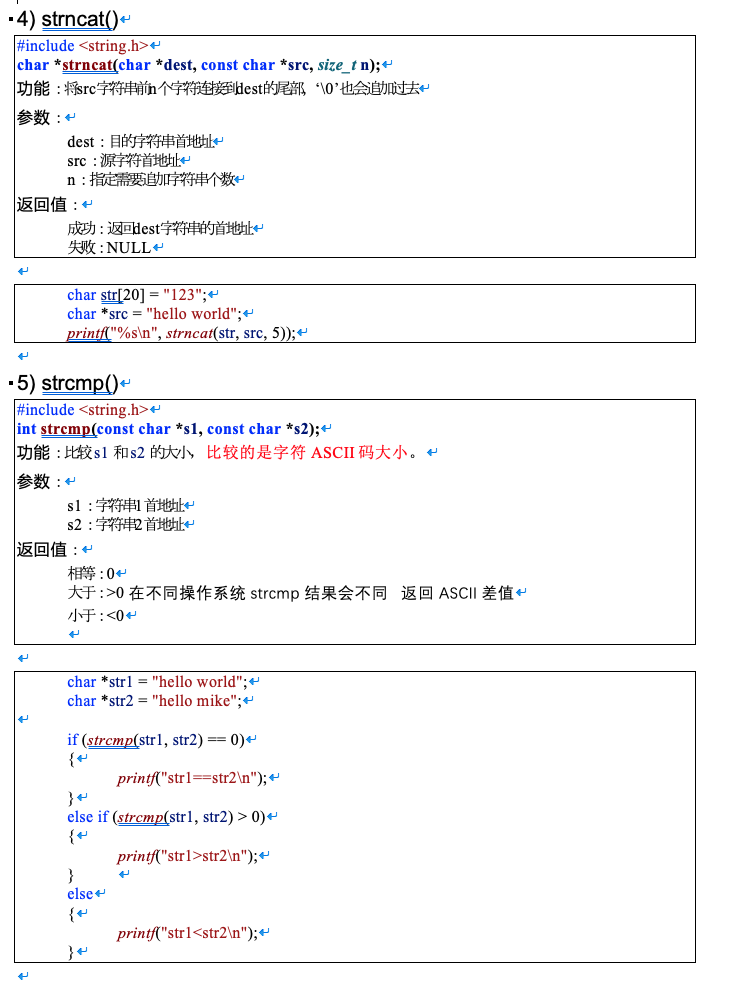 4) strncat()
#include <string.h>
char *strncat(char *dest, const char *src, size_t n);
功能：将src字符串前n个字符连接到dest的尾部，‘\0’也会追加过去
参数：
dest：目的字符串首地址
src：源字符首地址
n：指定需要追加字符串个数
返回值：
成功：返回dest字符串的首地址
失败：NULL
char str[20] = "123";
char *src = "hello world";
printf("%s\n", strncat(str, src, 5));
5) strcmp()
#include <string.h>
int strcmp(const char *s1, const char *s2);
功能：比较 s1 和 s2 的大小，比较的是字符 ASCII 码大小。
参数：
s1：字符串1首地址
s2：字符串2首地址
返回值：
相等：0
大于：>0 在不同操作系统 strcmp 结果会不同 返回 ASCII 差值
小于：<0
char *str1 = "hello world";
char *str2 = "hello mike";
if (strcmp(str1, str2) == 0)
{
printf("str1==str2\n");
}
else if (strcmp(str1, str2) > 0)
{
printf("str1>str2\n");
}
else
{
printf("str1<str2\n");
}